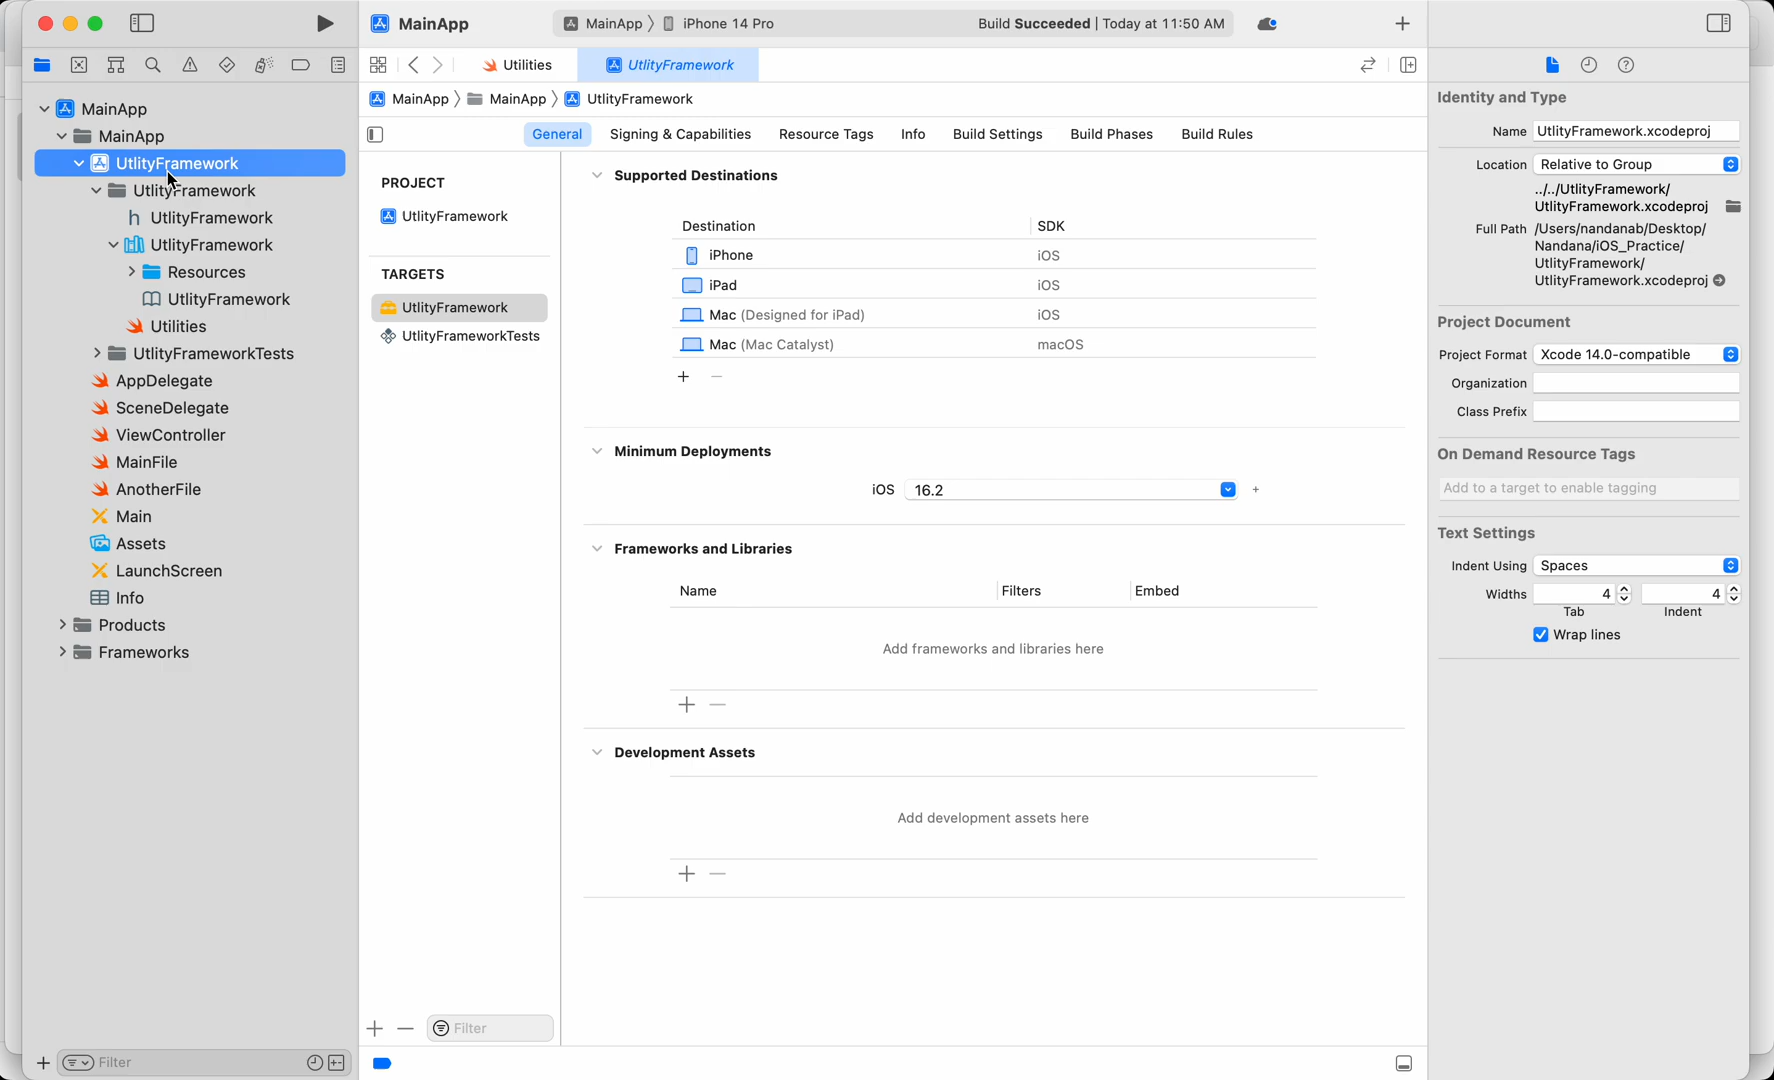 MainApp
MainApp
iPhone 14 Pro
Build Succeeded | Today at 11:50 AM
Utilities
UtlityFramework
MainApp
MainApp
UtlityFramework
General
Signing & Capabilities
Resource Tags
Info
Build Settings
Build Phases
Build Rules
MainApp
MainApp
UtlityFramework
UtlityFramework
UtlityFramework
UtlityFramework
Resources
UtlityFramework
Utilities
UtlityFrameworkTests
AppDelegate
SceneDelegate
ViewController
MainFile
AnotherFile
Main
Assets
LaunchScreen
Info
Products
Frameworks
Filter
PROJECT
UtlityFramework
TARGETS
UtlityFramework
UtlityFrameworkTests
Filter
Supported Destinations
Destination
SDK
iPhone
iOS
iPad
iOS
Mac (Designed for iPad)
iOS
Mac (Mac Catalyst)
macOS
Minimum Deployments
iOS
16.2
Frameworks and Libraries
Name
Filters
Embed
Add frameworks and libraries here
Development Assets
Add development assets here
Identity and Type
Name
UtlityFramework.xcodeproj
Location
Relative to Group
../../UtlityFramework/
UtlityFramework.xcodeproj
Full Path
/Users/nandanab/Desktop/
Nandana/iOS_Practice/
UtlityFramework/
UtlityFramework.xcodeproj
Project Document
Project Format
Xcode 14.0-compatible
Organization
Class Prefix
On Demand Resource Tags
Add to a target to enable tagging
Text Settings
Indent Using
Spaces
Widths
4
4
Tab
Indent
Wrap lines